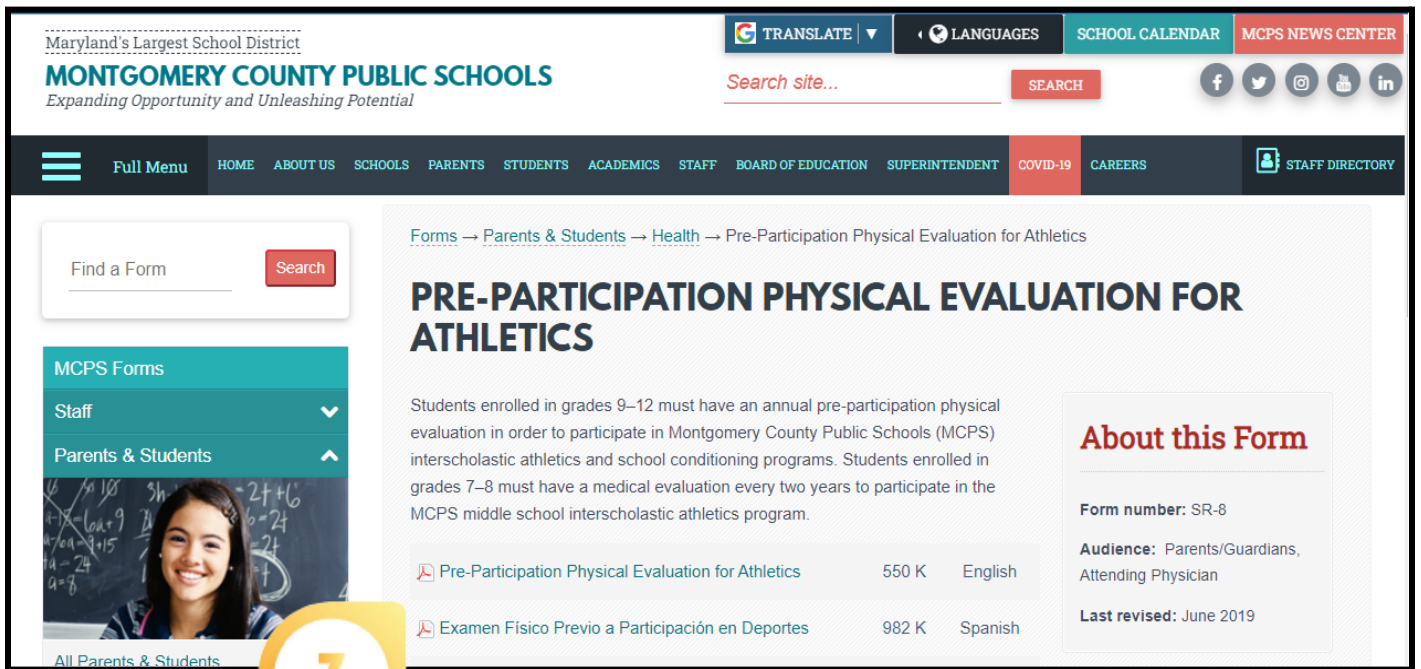 Maryland's Largest School District
MONTGOMERY COUNTY PUBLIC SCHOOLS
Expanding Opportunity and Unleashing Potential
TRANSLATE ▼
LANGUAGES
SCHOOL CALENDAR
MCPS NEWS CENTER
Search site...
SEARCH
Full Menu
HOME
ABOUT US
SCHOOLS
PARENTS
STUDENTS
ACADEMICS
STAFF
BOARD OF EDUCATION
SUPERINTENDENT
COVID-19
CAREERS
STAFF DIRECTORY
Find a Form
Search
MCPS Forms
Staff
Parents & Students
All Parents & Students
Forms → Parents & Students → Health → Pre-Participation Physical Evaluation for Athletics
PRE-PARTICIPATION PHYSICAL EVALUATION FOR
ATHLETICS
Students enrolled in grades 9–12 must have an annual pre-participation physical
evaluation in order to participate in Montgomery County Public Schools (MCPS)
interscholastic athletics and school conditioning programs. Students enrolled in
grades 7–8 must have a medical evaluation every two years to participate in the
MCPS middle school interscholastic athletics program.
Pre-Participation Physical Evaluation for Athletics 550 K English
Examen Físico Previo a Participación en Deportes 982 K Spanish
About this Form
Form number: SR-8
Audience: Parents/Guardians,
Attending Physician
Last revised: June 2019